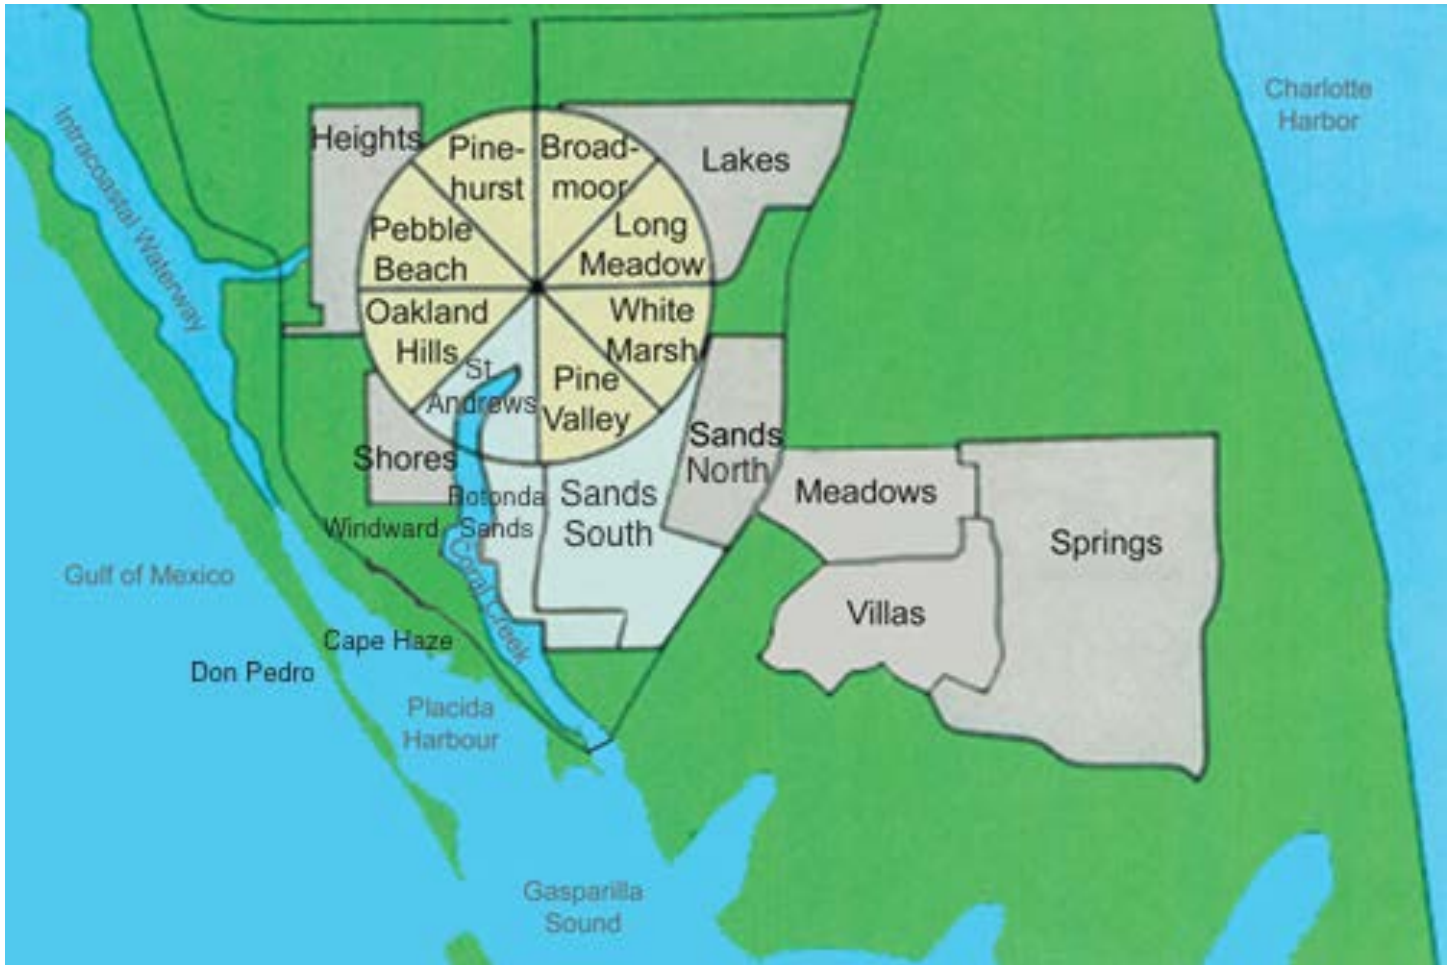 Charlotte
Harbor
Intracoastal Waterway
Heights
Pine-
hurst
Broad-
moor
Lakes
Pebble
Beach
Long
Meadow
Oakland
Hills
White
Marsh
St
Andrews
Pine
Valley
Shores
Sands
North
Rotonda
Sands
Sands
South
Meadows
Windward
Springs
Coral Creek
Gulf of Mexico
Villas
Cape Haze
Don Pedro
Placida
Harbour
Gasparilla
Sound